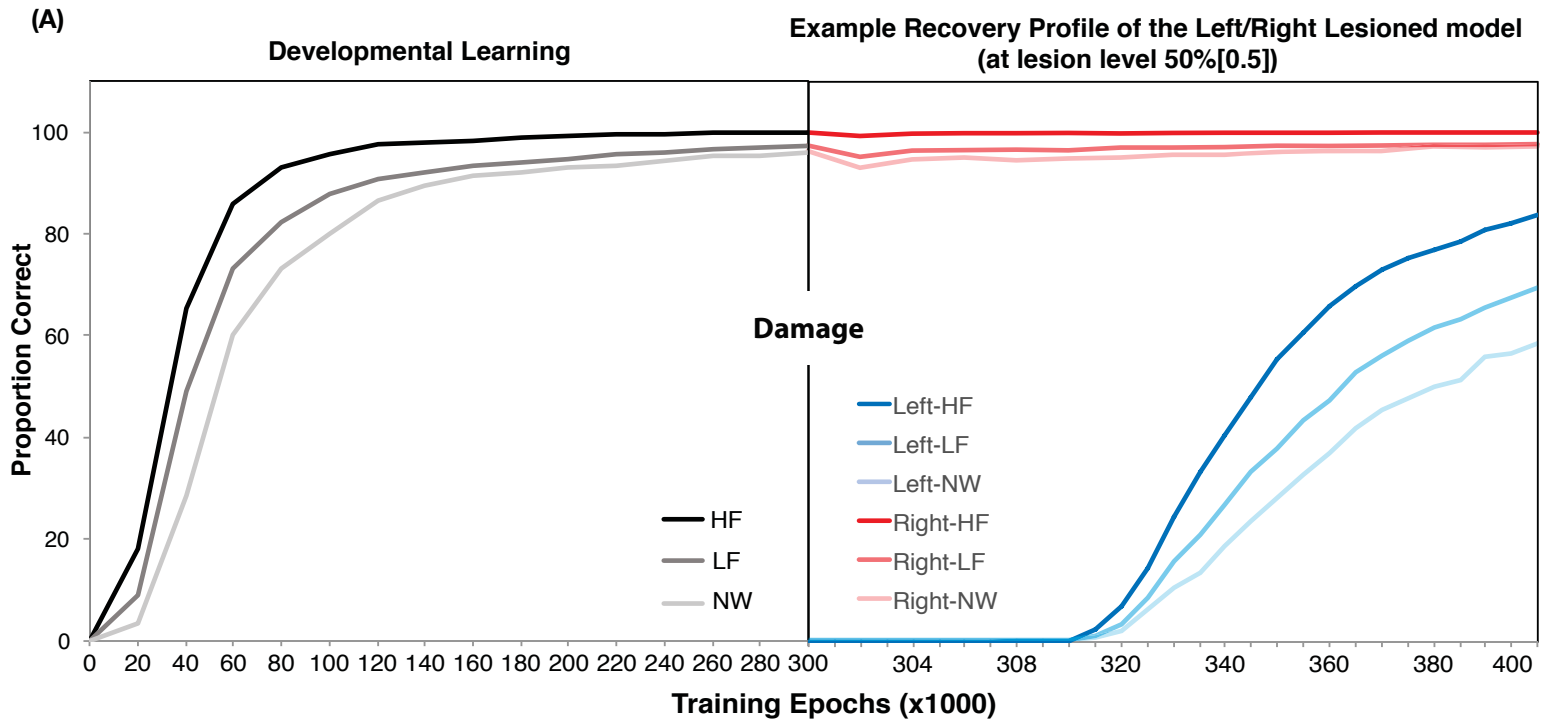 (A)
Developmental Learning
Example Recovery Profile of the Left/Right Lesioned model
(at lesion level 50%[0.5])
Proportion Correct
100
80
60
40
20
0
Damage
HF
LF
NW
Left-HF
Left-LF
Left-NW
Right-HF
Right-LF
Right-NW
0 20 40 60 80 100 120 140 160 180 200 220 240 260 280 300 304 308 320 340 360 380 400
Training Epochs (x1000)